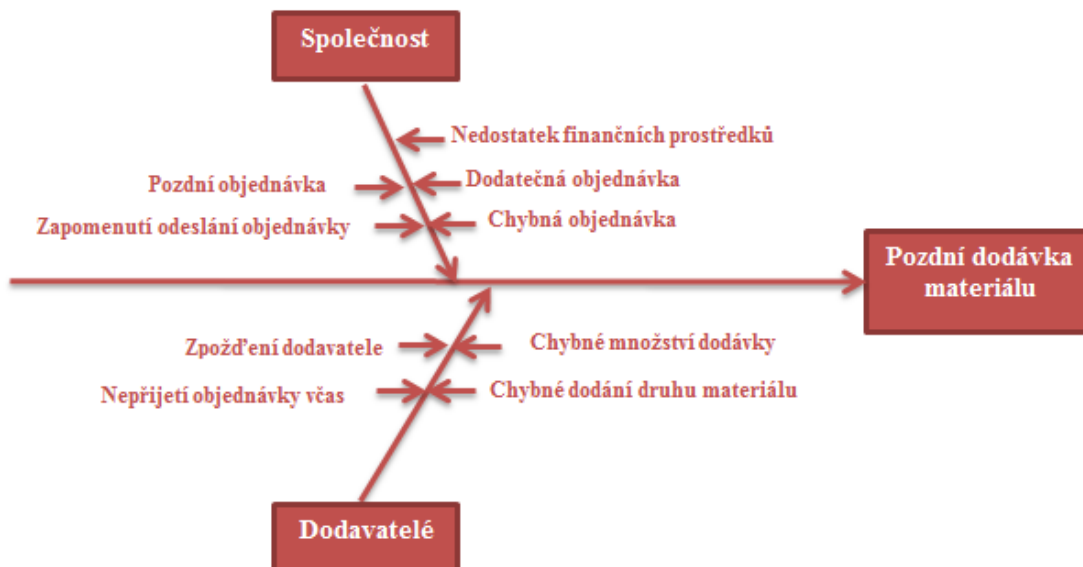 Společnost
Nedostatek finančních prostředků
Pozdní objednávka
Dodatečná objednávka
Zapomenutí odeslání objednávky
Chybná objednávka
Pozdní dodávka
materiálu
Zpožďení dodavatele
Chybné množství dodávky
Nepřijetí objednávky včas
Chybné dodání druhu materiálu
Dodavatelé